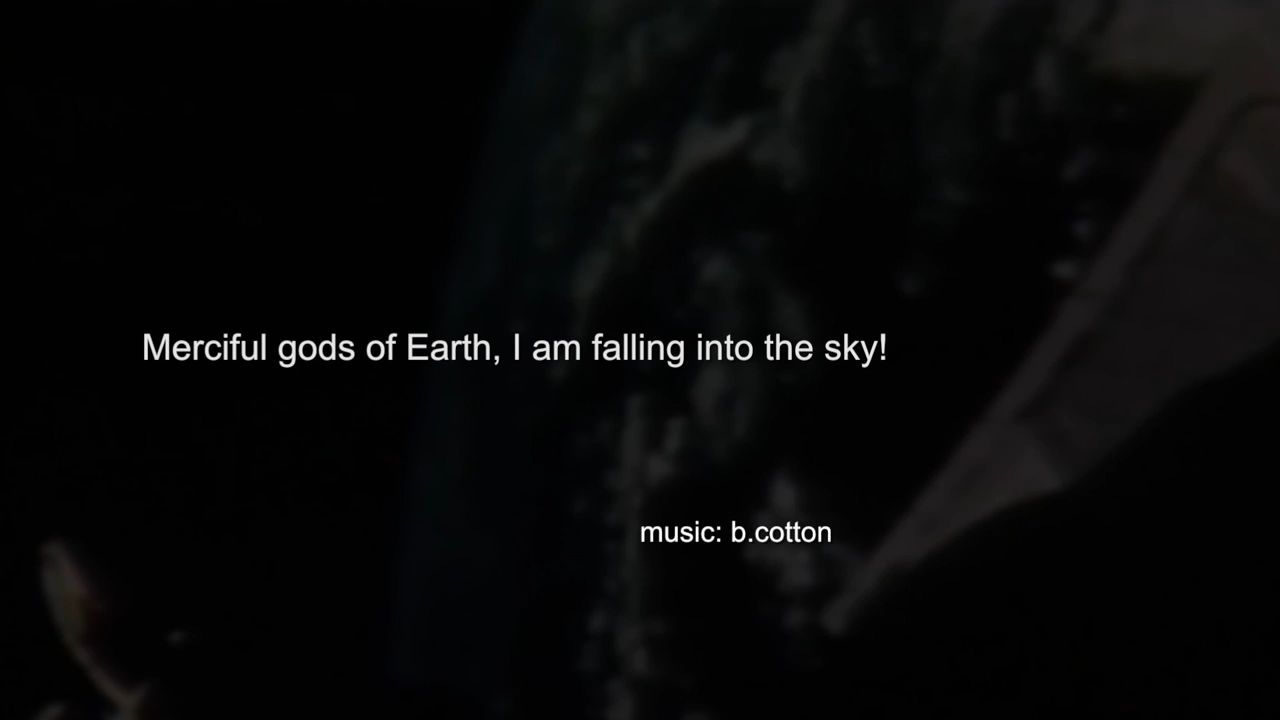 Merciful gods of Earth, I am falling into the sky!
music: b.cotton